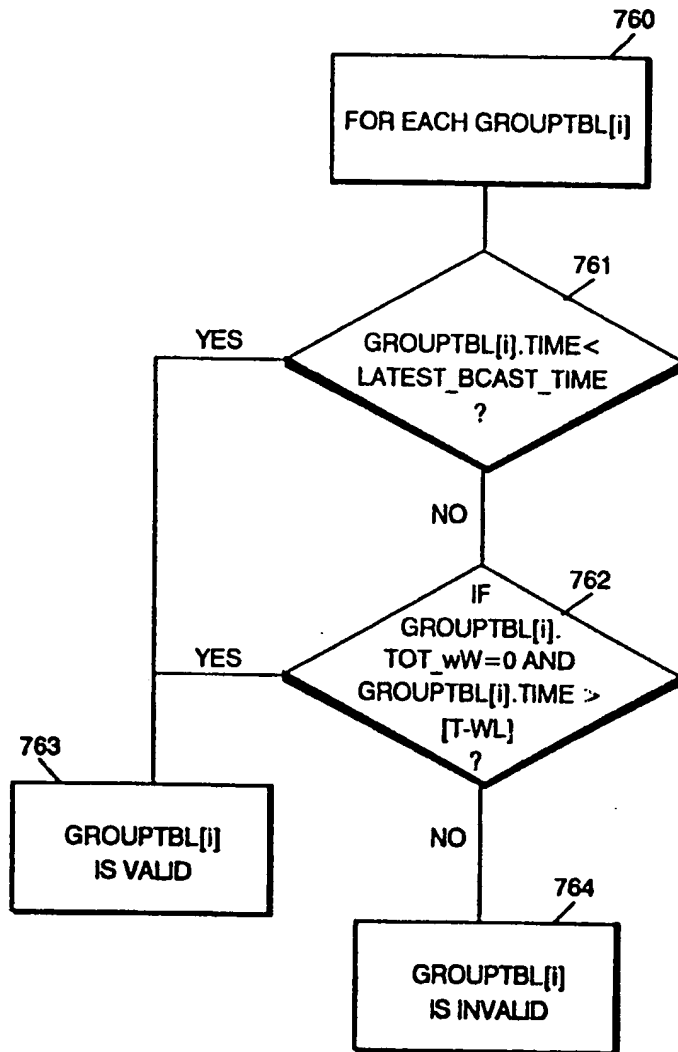 760
FOR EACH GROUPTBL[i]
761
YES
GROUPTBL[i].TIME<
LATEST_BCAST_TIME
?
NO
762
IF
GROUPTBL[i].
TOT_wW=0 AND
GROUPTBL[i].TIME >
[T-WL]
?
YES
763
GROUPTBL[i]
IS VALID
NO
764
GROUPTBL[i]
IS INVALID